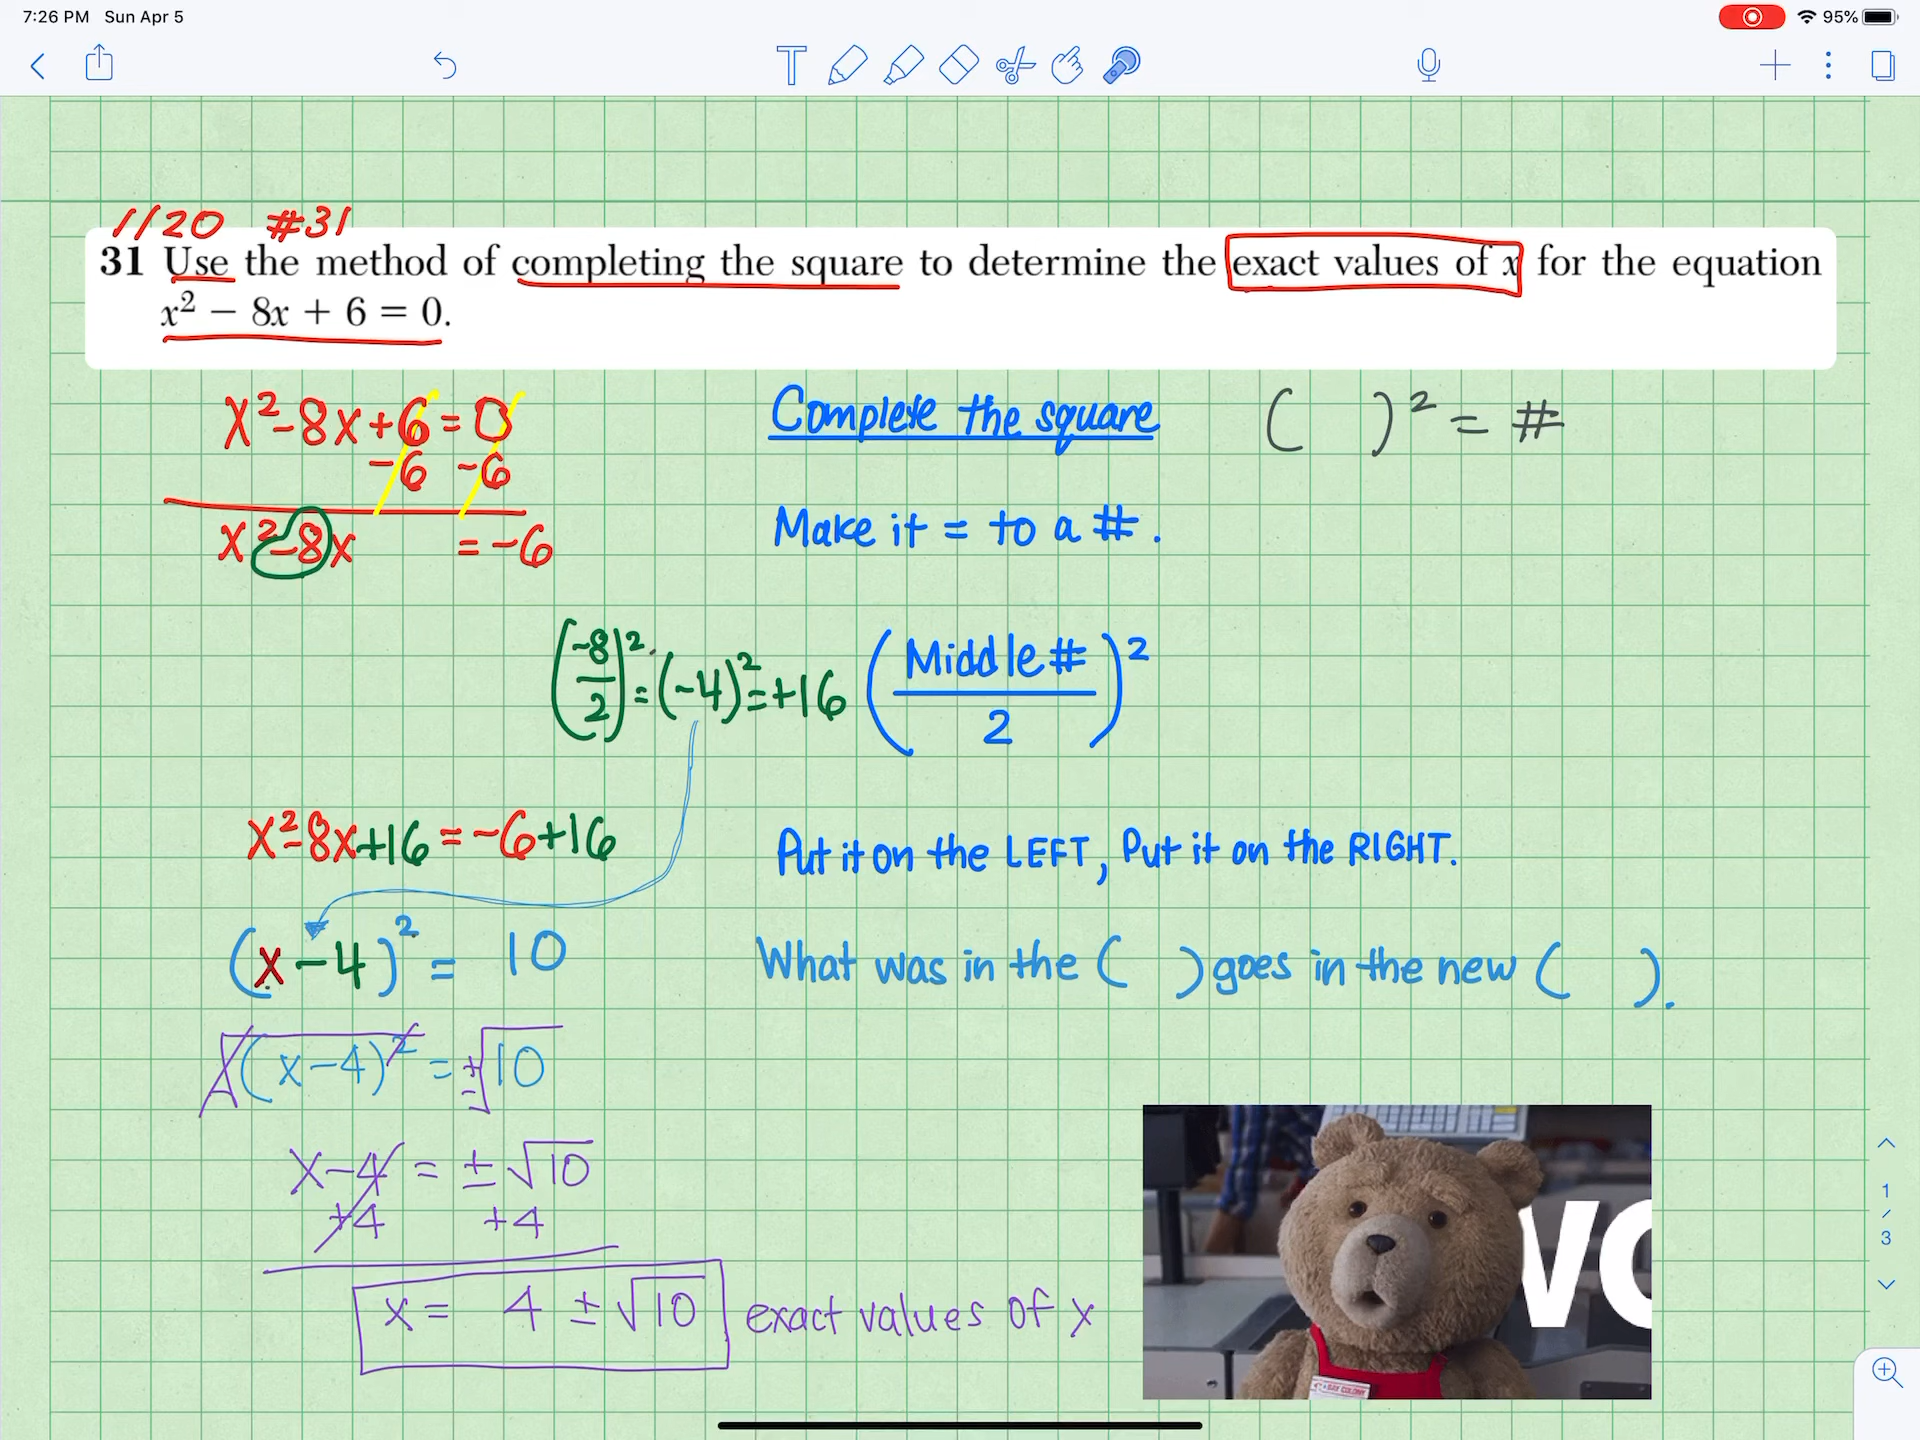 7:26 PM Sun Apr 5
95%
1/20 #31
31 Use the method of completing the square to determine the exact values of x for the equation
x² − 8x + 6 = 0.
x²-8x+6=0
-6 -6
x²-8x =-6
Complete the square ( )² = #
Make it = to a #.
(-8/2)² = (-4)² = +16
(Middle #/2)²
x²-8x+16=-6+16
Put it on the LEFT, Put it on the RIGHT.
(x-4)² = 10
What was in the ( ) goes in the new ( ).
√(x-4)² = ±√10
x-4 = ±√10
+4 +4
x = 4 ±√10 exact values of x
VO
BAY COLONY
1
/
3